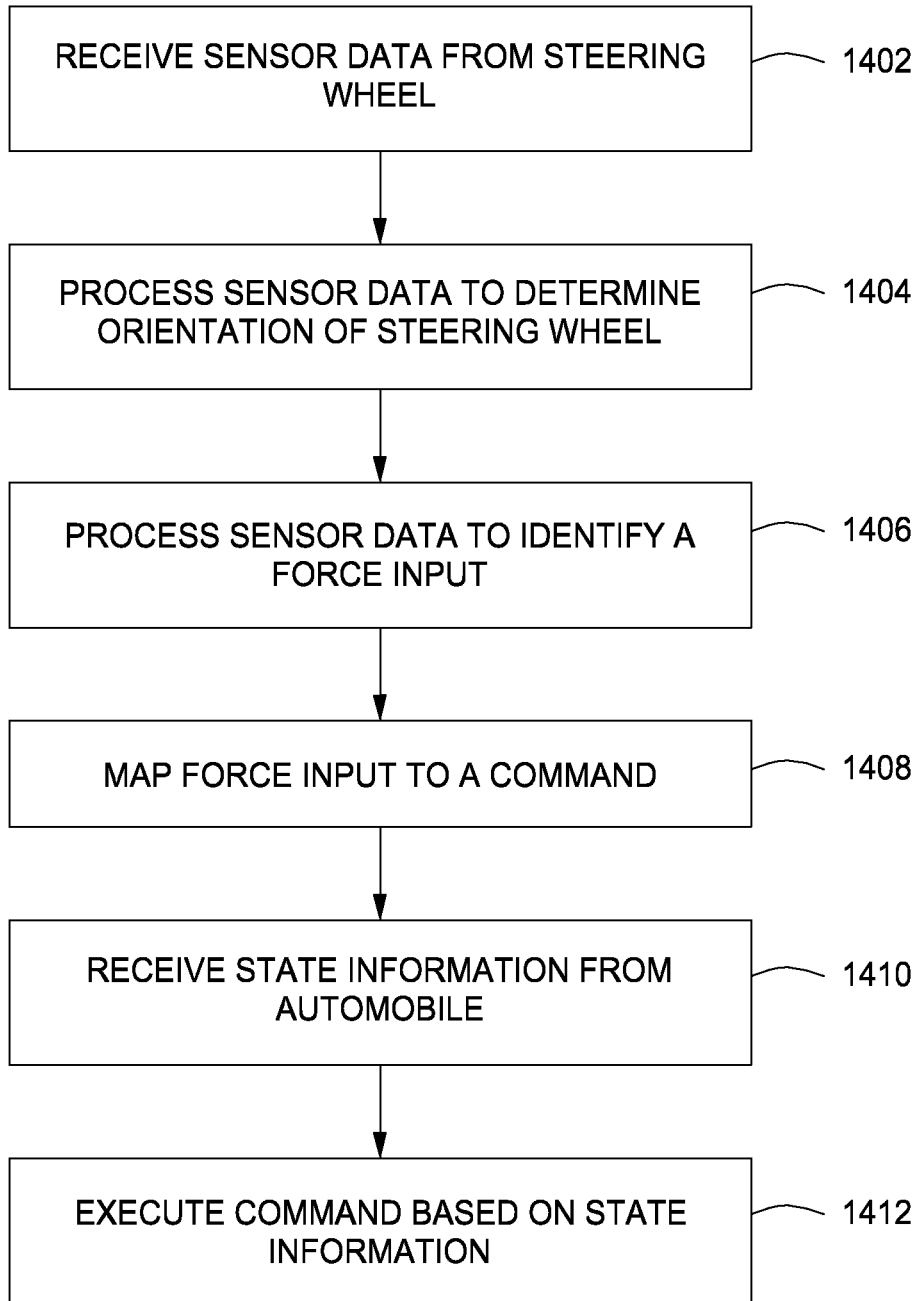 RECEIVE SENSOR DATA FROM STEERING
WHEEL
1402
PROCESS SENSOR DATA TO DETERMINE
ORIENTATION OF STEERING WHEEL
1404
PROCESS SENSOR DATA TO IDENTIFY A
FORCE INPUT
1406
MAP FORCE INPUT TO A COMMAND
1408
RECEIVE STATE INFORMATION FROM
AUTOMOBILE
1410
EXECUTE COMMAND BASED ON STATE
INFORMATION
1412